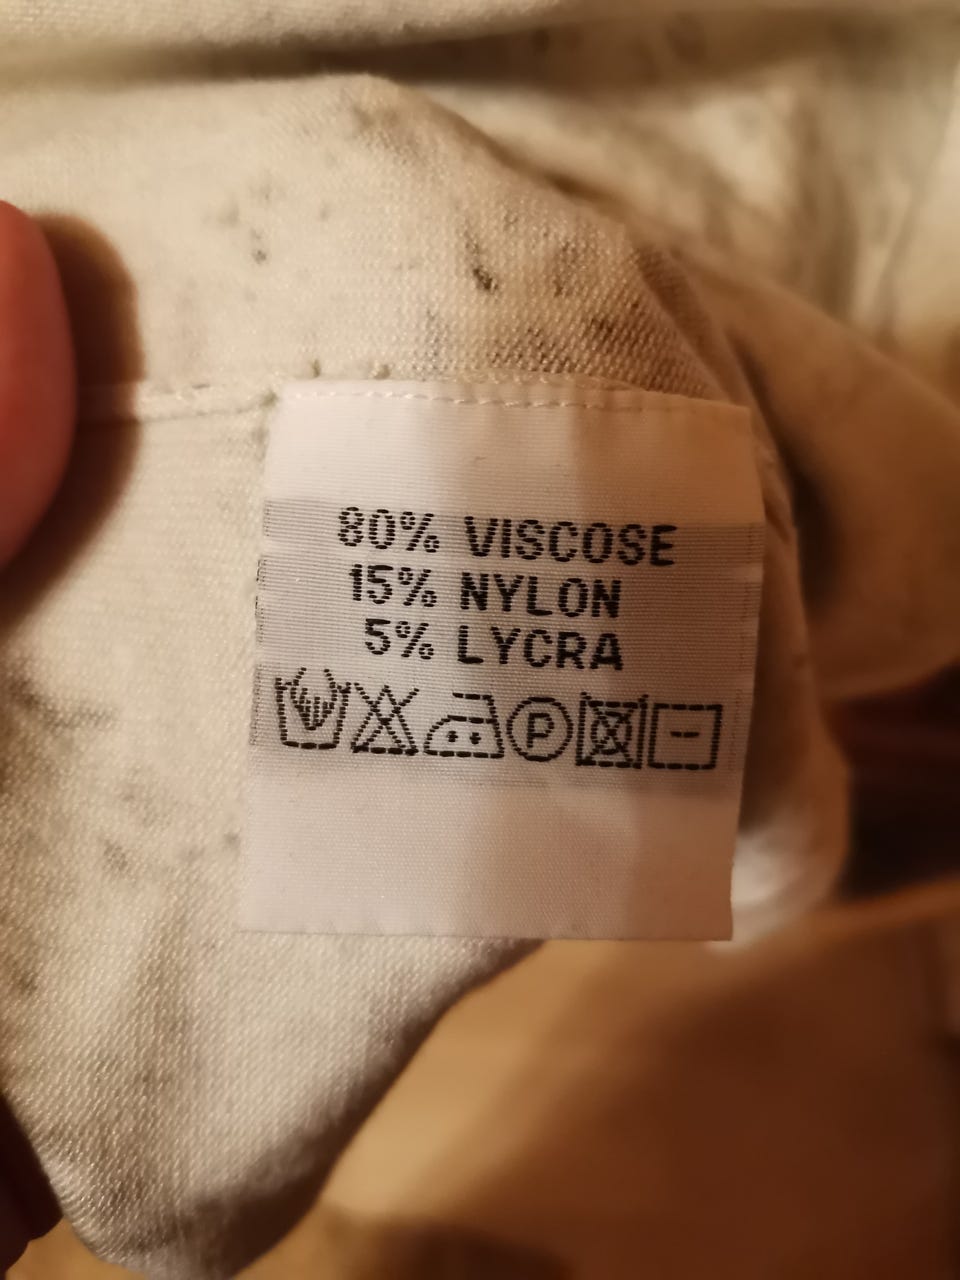 80% VISCOSE
15% NYLON
5% LYCRA
P